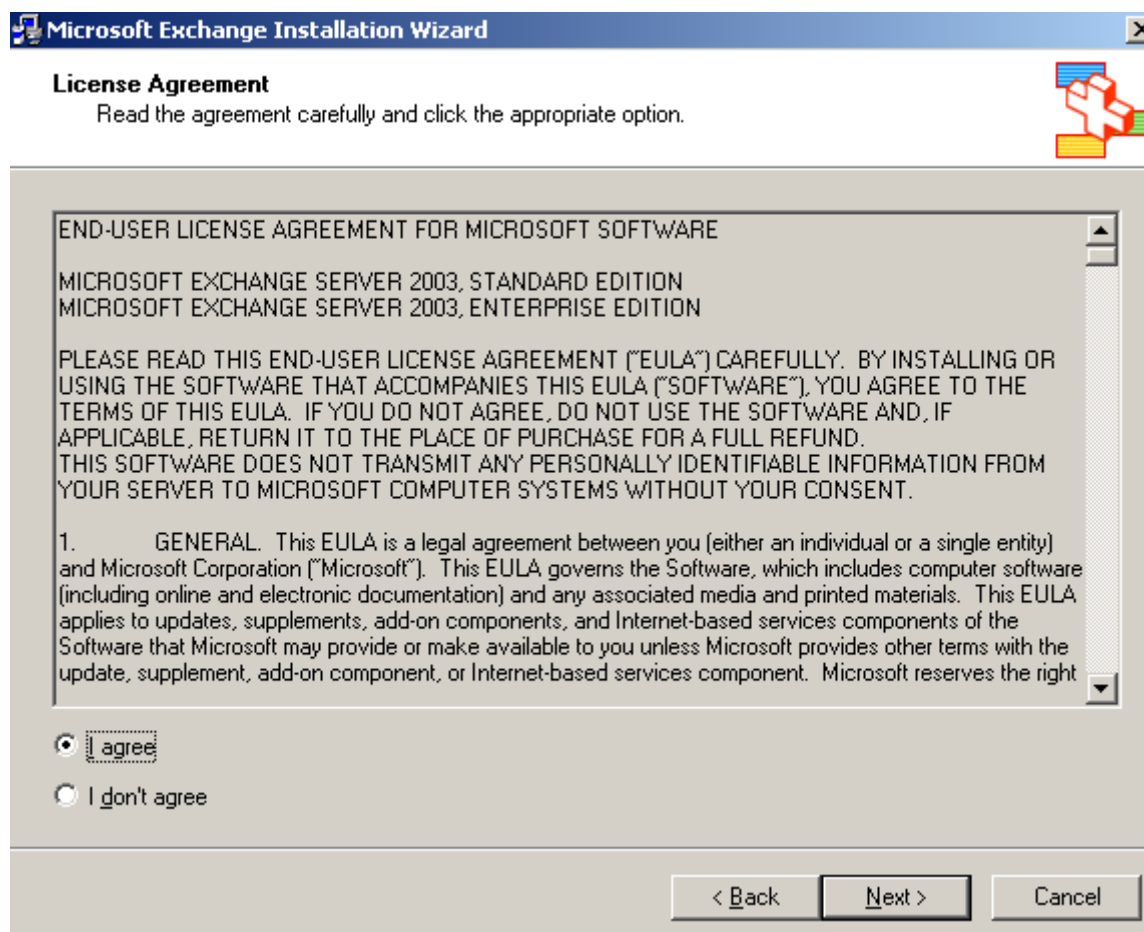 Microsoft Exchange Installation Wizard
License Agreement
Read the agreement carefully and click the appropriate option.
END-USER LICENSE AGREEMENT FOR MICROSOFT SOFTWARE
MICROSOFT EXCHANGE SERVER 2003, STANDARD EDITION
MICROSOFT EXCHANGE SERVER 2003, ENTERPRISE EDITION
PLEASE READ THIS END-USER LICENSE AGREEMENT ("EULA") CAREFULLY.  BY INSTALLING OR
USING THE SOFTWARE THAT ACCOMPANIES THIS EULA ("SOFTWARE"), YOU AGREE TO THE
TERMS OF THIS EULA.  IF YOU DO NOT AGREE, DO NOT USE THE SOFTWARE AND, IF
APPLICABLE, RETURN IT TO THE PLACE OF PURCHASE FOR A FULL REFUND.
THIS SOFTWARE DOES NOT TRANSMIT ANY PERSONALLY IDENTIFIABLE INFORMATION FROM
YOUR SERVER TO MICROSOFT COMPUTER SYSTEMS WITHOUT YOUR CONSENT.
1. GENERAL.  This EULA is a legal agreement between you (either an individual or a single entity)
and Microsoft Corporation ("Microsoft").  This EULA governs the Software, which includes computer software
(including online and electronic documentation) and any associated media and printed materials.  This EULA
applies to updates, supplements, add-on components, and Internet-based services components of the
Software that Microsoft may provide or make available to you unless Microsoft provides other terms with the
update, supplement, add-on component, or Internet-based services component.  Microsoft reserves the right
I agree
I don't agree
< Back Next > Cancel